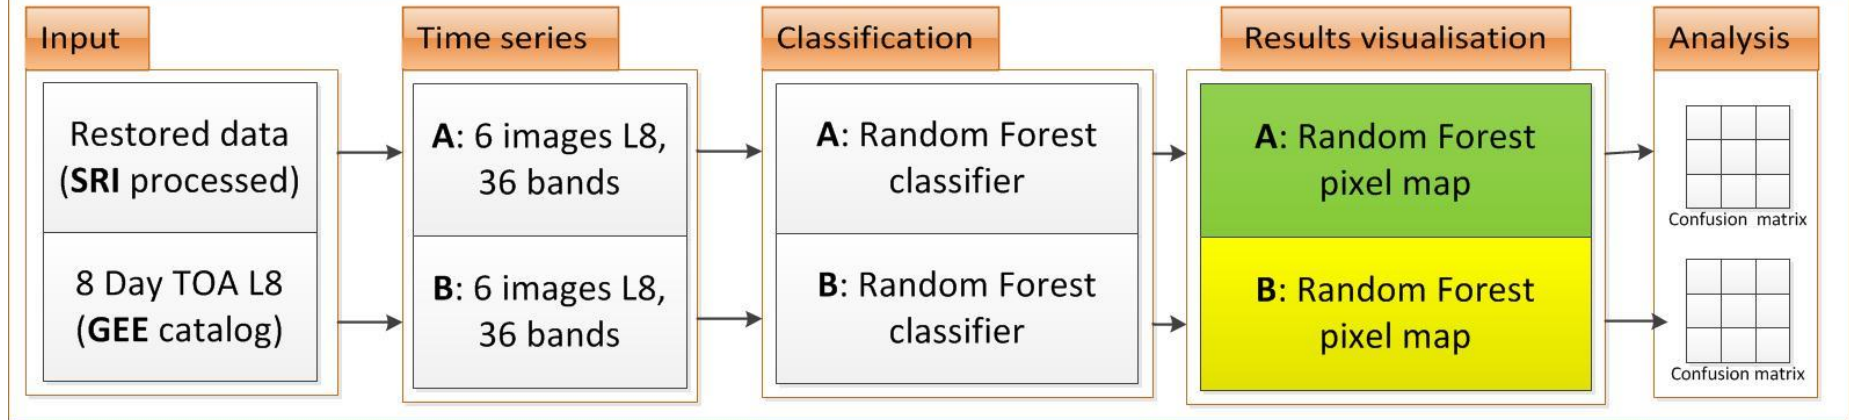 Input
Restored data
(SRI processed)
8 Day TOA L8
(GEE catalog)
Time series
A: 6 images L8,
36 bands
B: 6 images L8,
36 bands
Classification
A: Random Forest
classifier
B: Random Forest
classifier
Results visualisation
A: Random Forest
pixel map
B: Random Forest
pixel map
Analysis
Confusion matrix
Confusion matrix